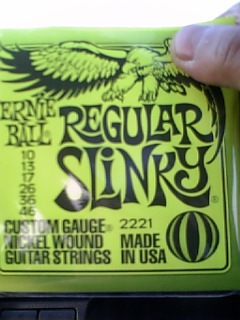 ERNIE
BALL®
REGULAR
SLINKY®
10
13
17
26
36
46
CUSTOM GAUGE®
NICKEL WOUND
GUITAR STRINGS
2221
MADE
IN USA